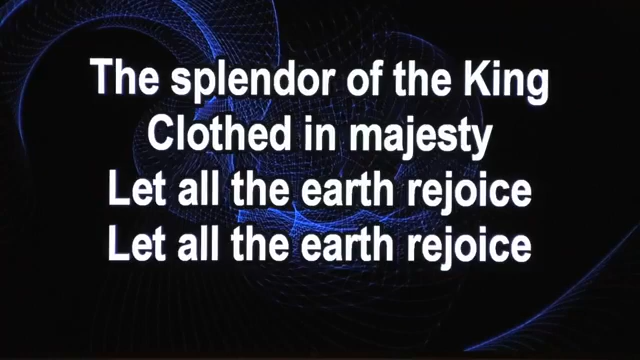 The splendor of the King
Clothed in majesty
Let all the earth rejoice
Let all the earth rejoice